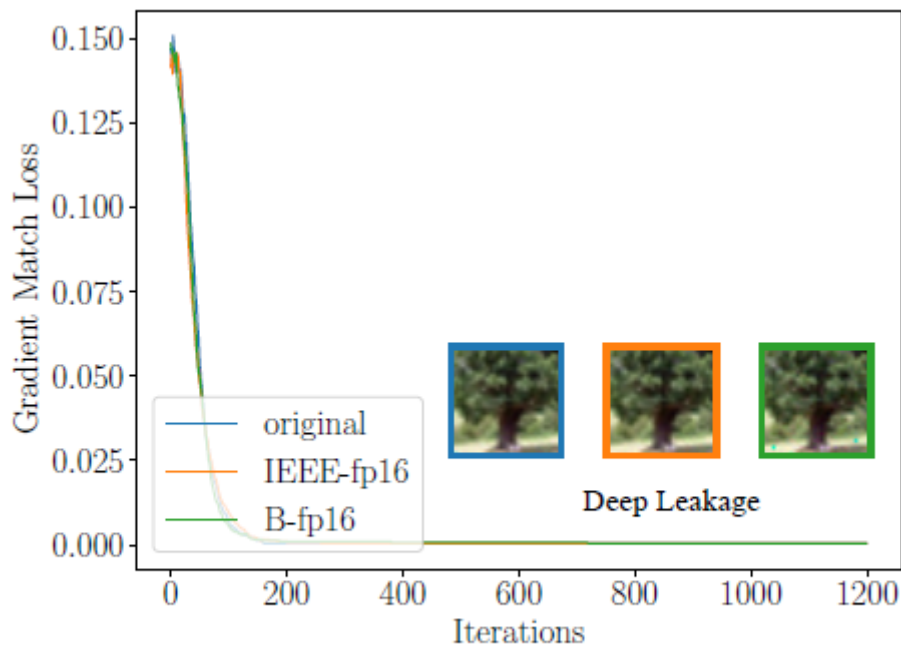 0.150
0.125
0.100
0.075
0.050
0.025
0.000
Gradient Match Loss
original
IEEE-fp16
B-fp16
Deep Leakage
0 200 400 600 800 1000 1200
Iterations